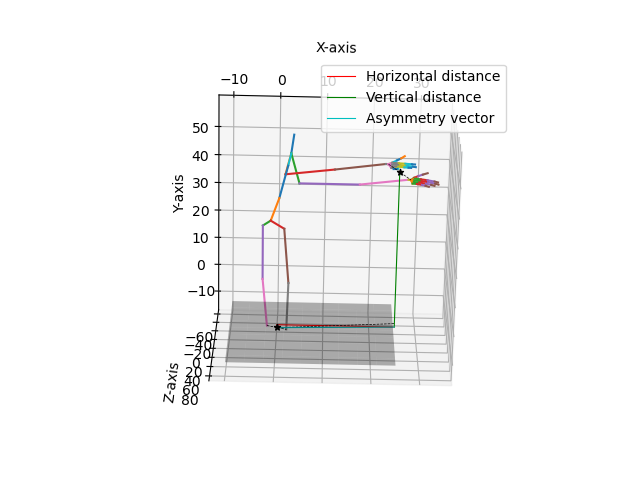 X-axis
−10 0 10 20 30
Horizontal distance
Vertical distance
Asymmetry vector
50
40
30
20
10
0
−10
Y-axis
−60
−40
−20
0
20
40
60
80
Z-axis